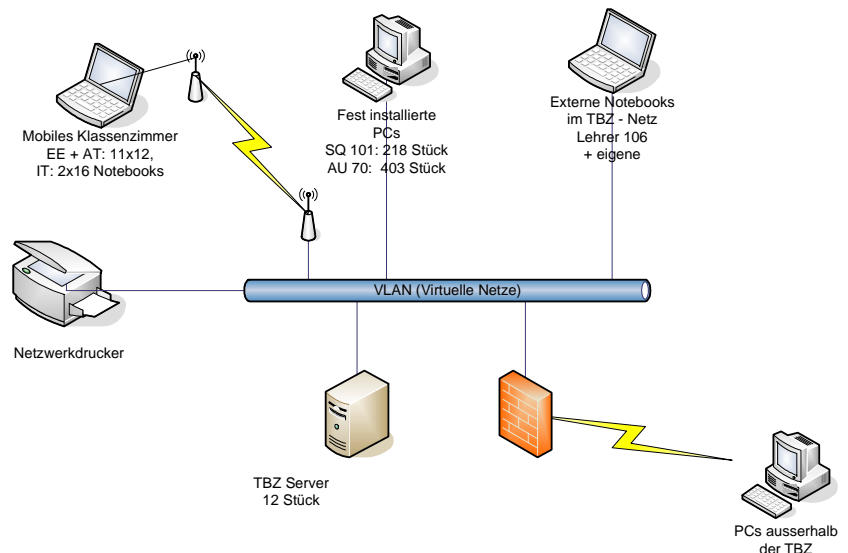 Mobiles Klassenzimmer
EE + AT: 11x12,
IT: 2x16 Notebooks
Fest installierte
PCs
SQ 101: 218 Stück
AU 70:  403 Stück
Externe Notebooks
im TBZ - Netz
Lehrer 106
+ eigene
VLAN (Virtuelle Netze)
Netzwerkdrucker
TBZ Server
12 Stück
PCs ausserhalb
der TBZ